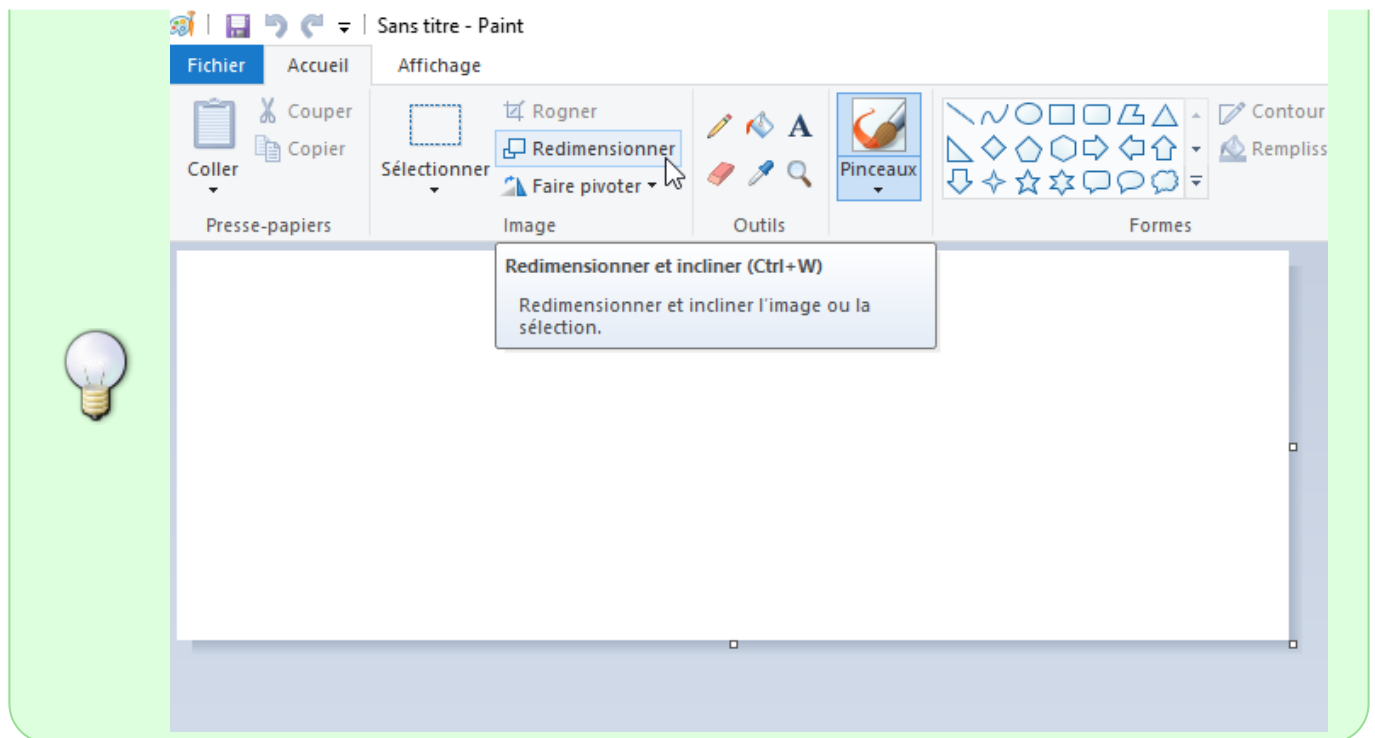 Sans titre - Paint
Fichier Accueil Affichage
Coller
Couper
Copier
Presse-papiers
Sélectionner
Rogner
Redimensionner
Faire pivoter
Image
A
Outils
Pinceaux
Contour
Rempliss
Formes
Redimensionner et incliner (Ctrl+W)
Redimensionner et incliner l'image ou la
sélection.